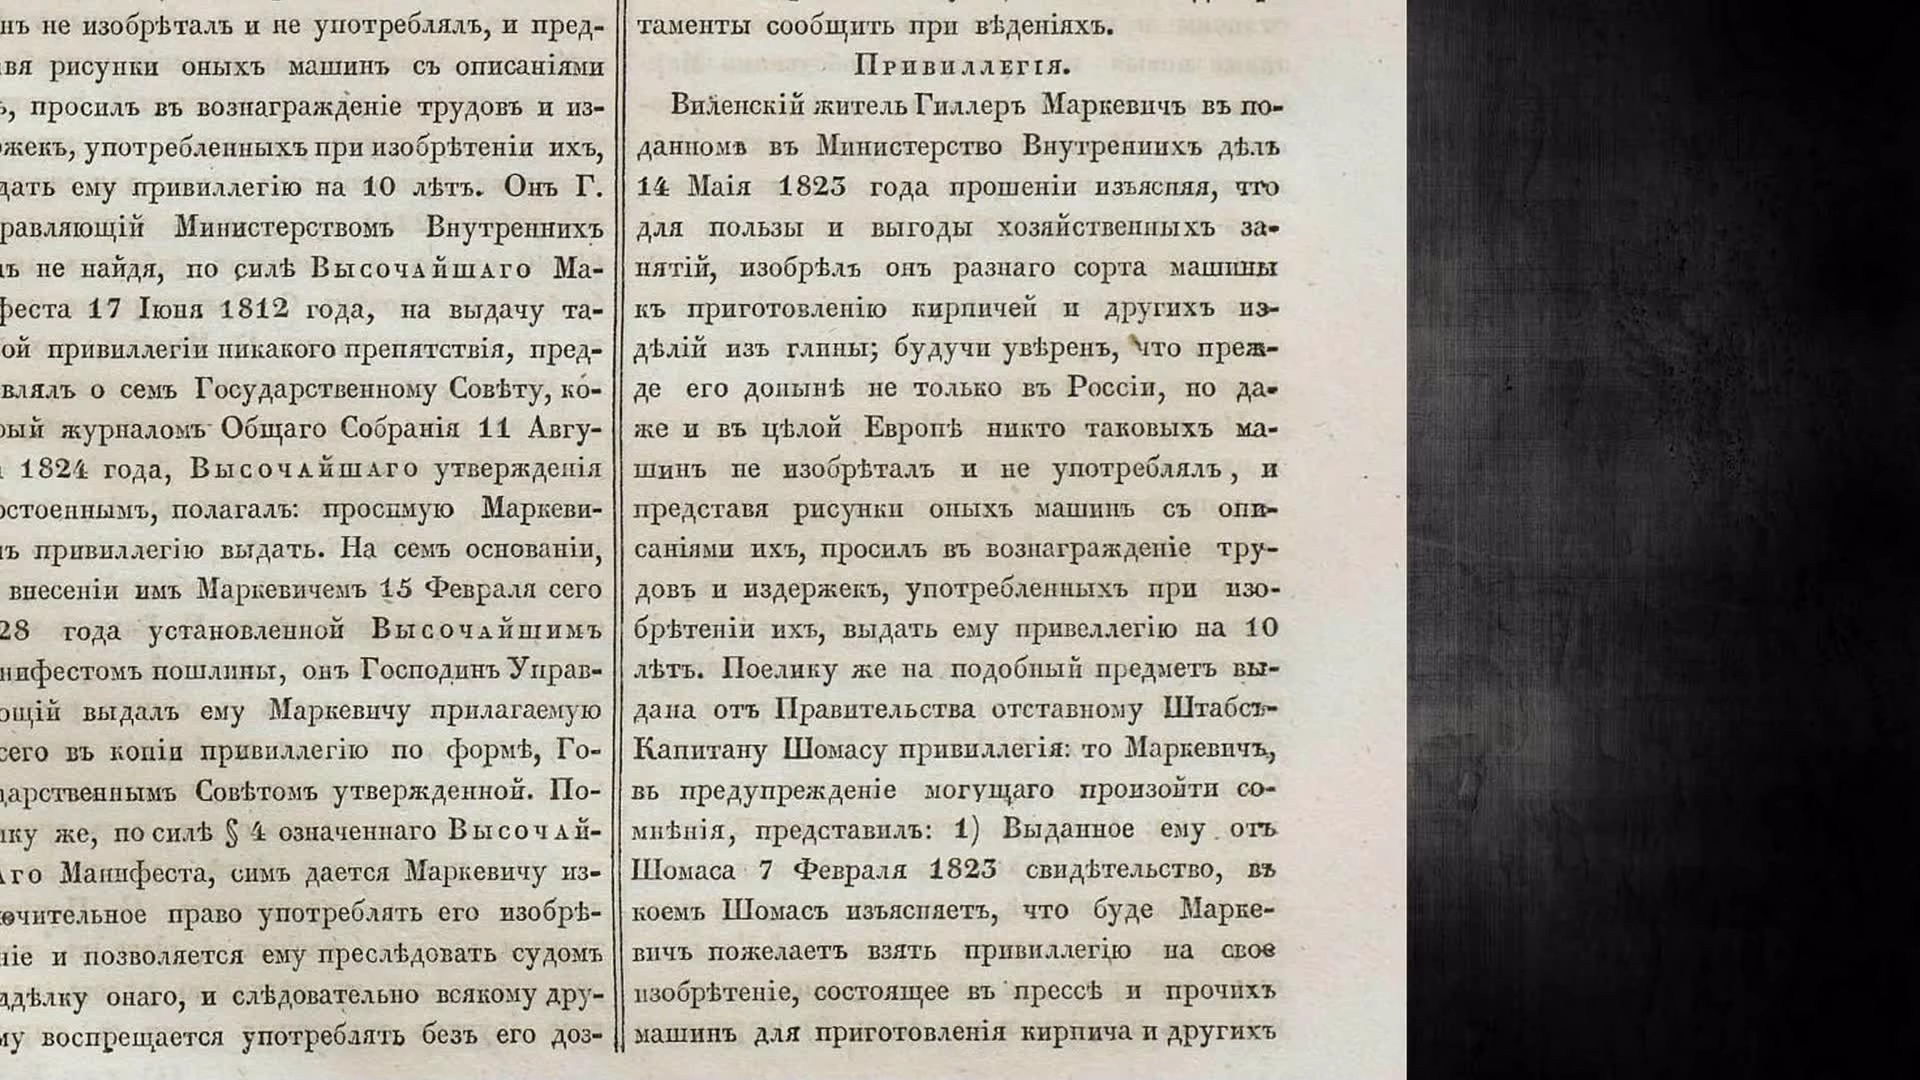 нъ не изобрѣталъ и не употреблялъ, и пред-
вя рисунки оныхъ машинъ съ описаніями
ъ, просилъ въ вознагражденіе трудовъ и из-
ржекъ, употребленныхъ при изобрѣтеніи ихъ,
дать ему привиллегію на 10 лѣтъ. Онъ Г.
равляющій Министерствомъ Внутреннихъ
лъ не найдя, по силѣ Высочайшаго Ма-
феста 17 Іюня 1812 года, на выдачу та-
ой привиллегіи никакого препятствія, пред-
влялъ о семъ Государственному Совѣту, ко-
рый журналомъ Общаго Собранія 11 Авгу-
1824 года, Высочайшаго утвержденія
остоеннымъ, полагалъ: просимую Маркеви-
ъ привиллегію выдать. На семъ основаніи,
внесеніи имъ Маркевичемъ 15 Февраля сего
28 года установленной Высочайшимъ
нифестомъ пошлины, онъ Господинъ Управ-
ющій выдалъ ему Маркевичу прилагаемую
сего въ копіи привиллегію по формѣ, Го-
дарственнымъ Совѣтомъ утвержденной. По-
ику же, по силѣ § 4 означеннаго Высочай-
аго Манифеста, симъ дается Маркевичу из-
ючительное право употреблять его изобрѣ-
ніе и позволяется ему преслѣдовать судомъ
ддѣлку онаго, и слѣдовательно всякому дру-
му воспрещается употреблять безъ его доз-
таменты сообщить при вѣденіяхъ.
Привиллегія.
Виленскій житель Гиллеръ Маркевичъ въ по-
данномъ въ Министерство Внутреннихъ дѣлъ
14 Маія 1823 года прошеніи изъясняя, что
для пользы и выгоды хозяйственныхъ за-
нятій, изобрѣлъ онъ разнаго сорта машины
къ приготовленію кирпичей и другихъ из-
дѣлій изъ глины; будучи увѣренъ, что преж-
де его донынѣ не только въ Россіи, но да-
же и въ цѣлой Европѣ никто таковыхъ ма-
шинъ не изобрѣталъ и не употреблялъ, и
представя рисунки оныхъ машинъ съ опи-
саніями ихъ, просилъ въ вознагражденіе тру-
довъ и издержекъ, употребленныхъ при изо-
брѣтеніи ихъ, выдать ему привеллегію на 10
лѣтъ. Поелику же на подобный предметъ вы-
дана отъ Правительства отставному Штабсъ-
Капитану Шомасу привиллегія: то Маркевичъ,
въ предупрежденіе могущаго произойти со-
мнѣнія, представилъ: 1) Выданное ему отъ
Шомаса 7 Февраля 1823 свидѣтельство, въ
коемъ Шомасъ изъясняетъ, что буде Марке-
вичъ пожелаетъ взять привиллегію на свое
изобрѣтеніе, состоящее въ прессѣ и прочихъ
машинъ для приготовленія кирпича и другихъ